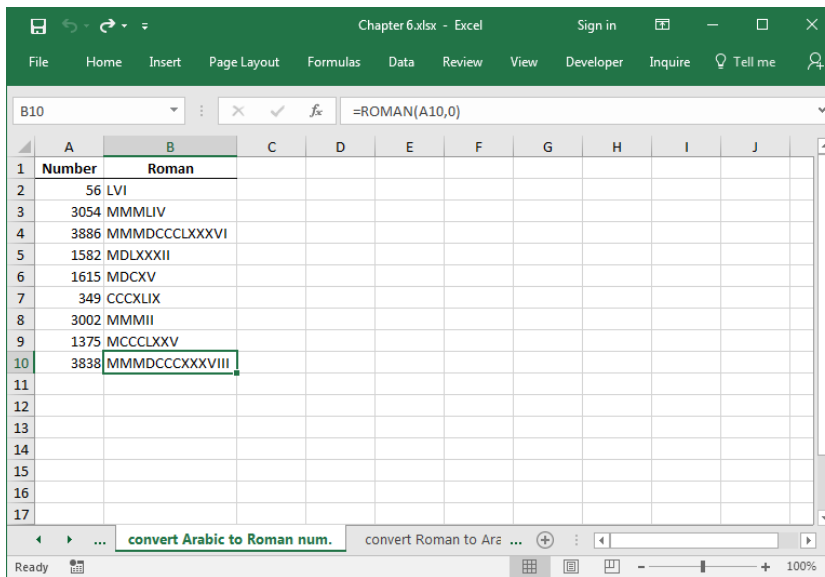 Chapter 6.xlsx - Excel Sign in
File Home Insert Page Layout Formulas Data Review View Developer Inquire Tell me
B10 fx =ROMAN(A10,0)
A B C D E F G H I J
1 Number Roman
2 56 LVI
3 3054 MMMLIV
4 3886 MMMDCCCLXXXVI
5 1582 MDLXXXII
6 1615 MDCXV
7 349 CCCXLIX
8 3002 MMMII
9 1375 MCCCLXXV
10 3838 MMMDCCCXXXVIII
11
12
13
14
15
16
17
... convert Arabic to Roman num. convert Roman to Ara ...
Ready 100%